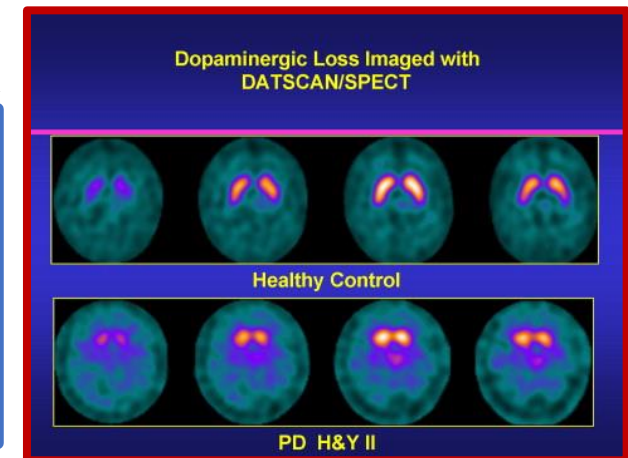 Dopaminergic Loss Imaged with
DATSCAN/SPECT
Healthy Control
PD H&Y II